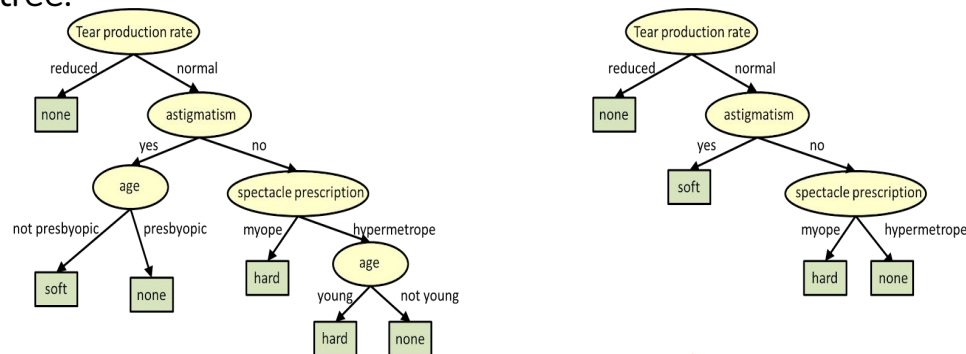 tree.
Tear production rate
reduced normal
none astigmatism
yes no
age spectacle prescription
not presbyopic presbyopic myope hypermetrope
soft none hard age
young not young
hard none
Tear production rate
reduced normal
none astigmatism
yes no
soft spectacle prescription
myope hypermetrope
hard none